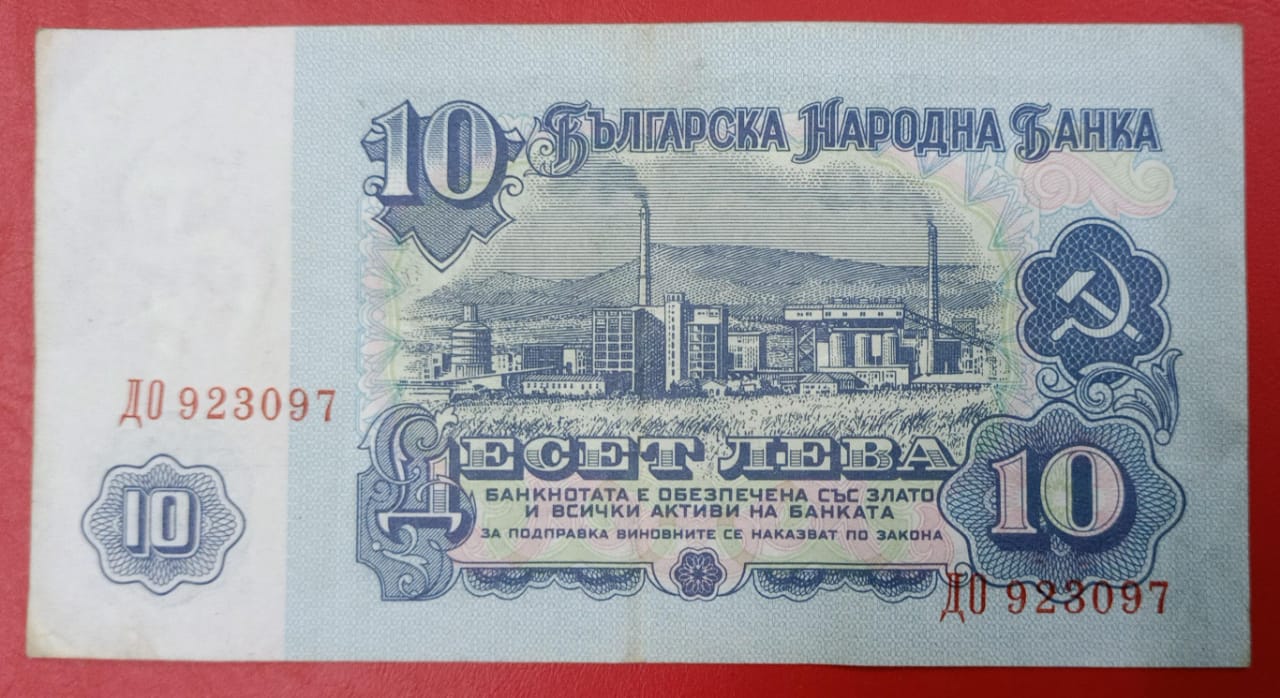 10 БЪЛГАРСКА НАРОДНА БАНКА
ДО 923097
10
ДЕСЕТ ЛЕВА
БАНКНОТАТА Е ОБЕЗПЕЧЕНА СЪС ЗЛАТО
И ВСИЧКИ АКТИВИ НА БАНКАТА
ЗА ПОДПРАВКА ВИНОВНИТЕ СЕ НАКАЗВАТ ПО ЗАКОНА
10
ДО 923097